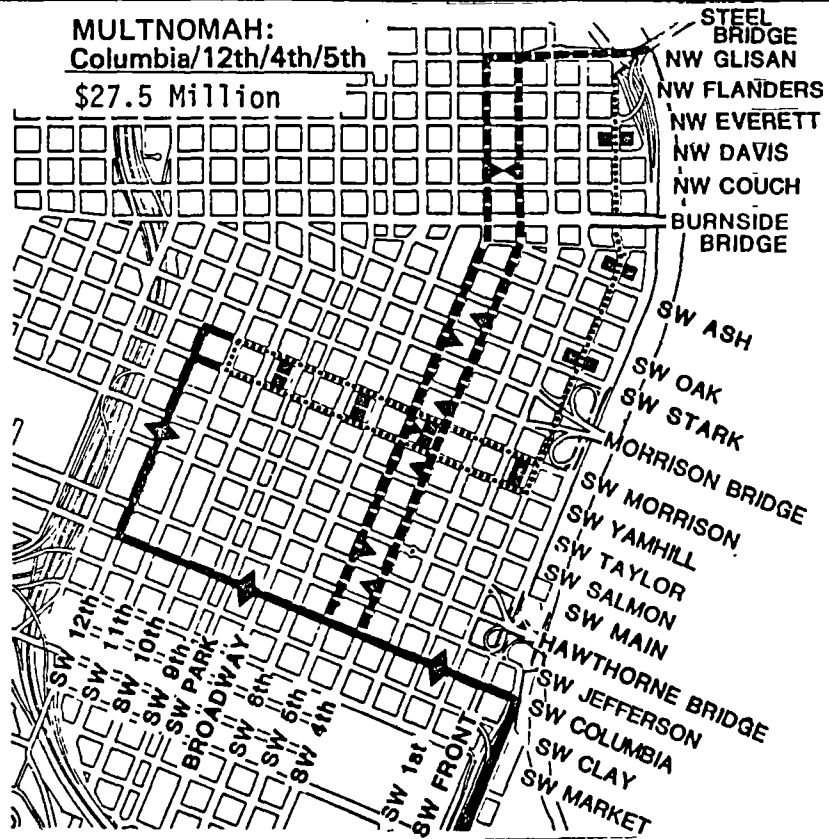 MULTNOMAH:
Columbia/12th/4th/5th
$27.5 Million
STEEL
BRIDGE
NW GLISAN
NW FLANDERS
NW EVERETT
NW DAVIS
NW COUCH
BURNSIDE
BRIDGE
SW ASH
SW OAK
SW STARK
MORRISON BRIDGE
SW MORRISON
SW YAMHILL
SW TAYLOR
SW SALMON
SW MAIN
HAWTHORNE BRIDGE
SW JEFFERSON
SW COLUMBIA
SW CLAY
SW MARKET
SW 12th
SW 11th
SW 10th
SW 9th
SW PARK
BROADWAY
SW 6th
SW 5th
SW 4th
SW 1st
SW FRONT